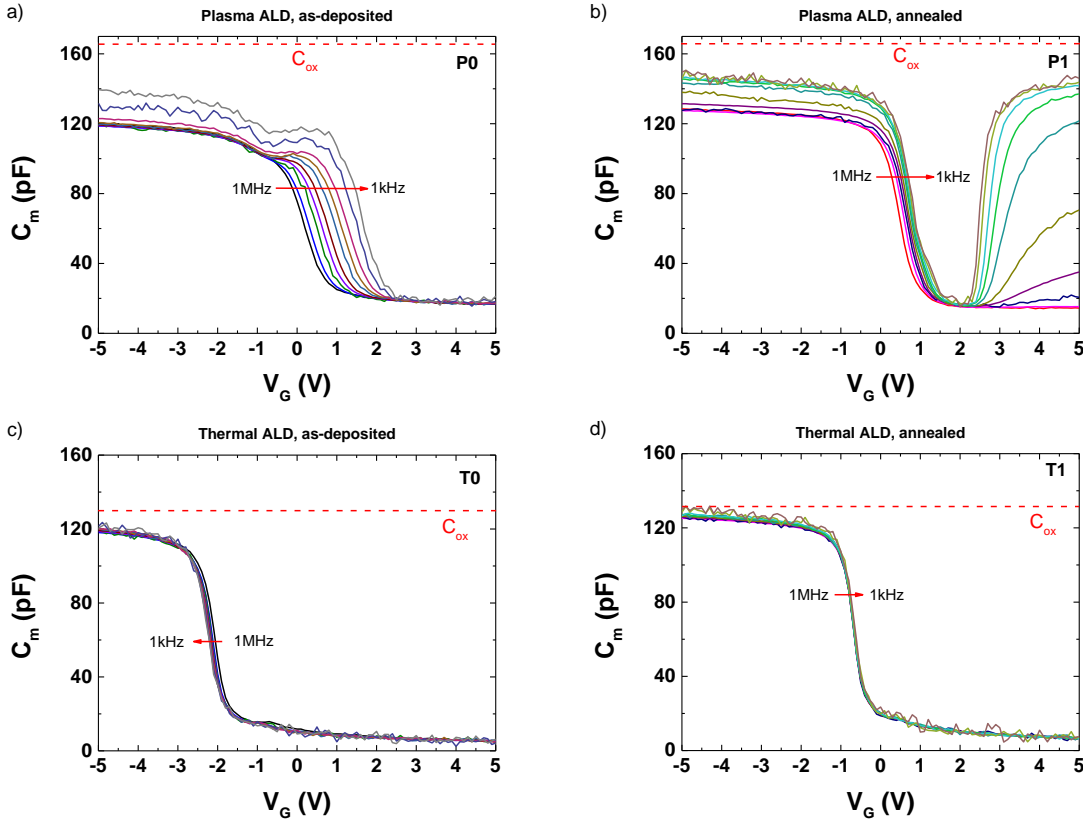 a)
Plasma ALD, as-deposited
160
120
80
40
0
C_m (pF)
C_ox
P0
1MHz
1kHz
-5 -4 -3 -2 -1 0 1 2 3 4 5
V_G (V)
b)
Plasma ALD, annealed
160
120
80
40
0
C_m (pF)
C_ox
P1
1MHz
1kHz
-5 -4 -3 -2 -1 0 1 2 3 4 5
V_G (V)
c)
Thermal ALD, as-deposited
160
120
80
40
0
C_m (pF)
T0
C_ox
1kHz
1MHz
-5 -4 -3 -2 -1 0 1 2 3 4 5
V_G (V)
d)
Thermal ALD, annealed
160
120
80
40
0
C_m (pF)
T1
C_ox
1MHz
1kHz
-5 -4 -3 -2 -1 0 1 2 3 4 5
V_G (V)